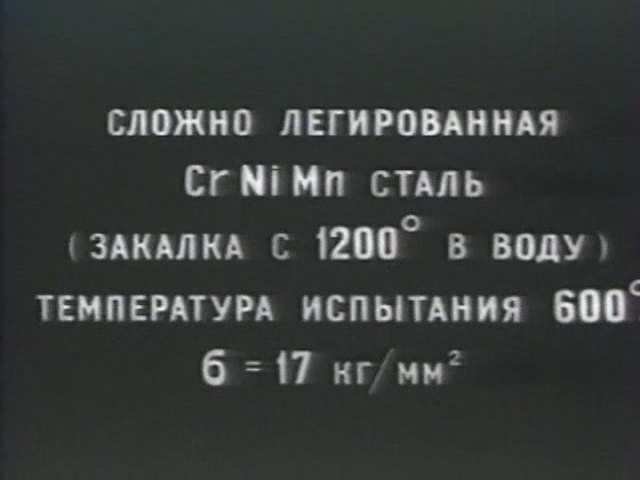 СЛОЖНО ЛЕГИРОВАННАЯ
Cr Ni Mn СТАЛЬ
(ЗАКАЛКА С 1200° В ВОДУ)
ТЕМПЕРАТУРА ИСПЫТАНИЯ 600°
б = 17 кг/мм²